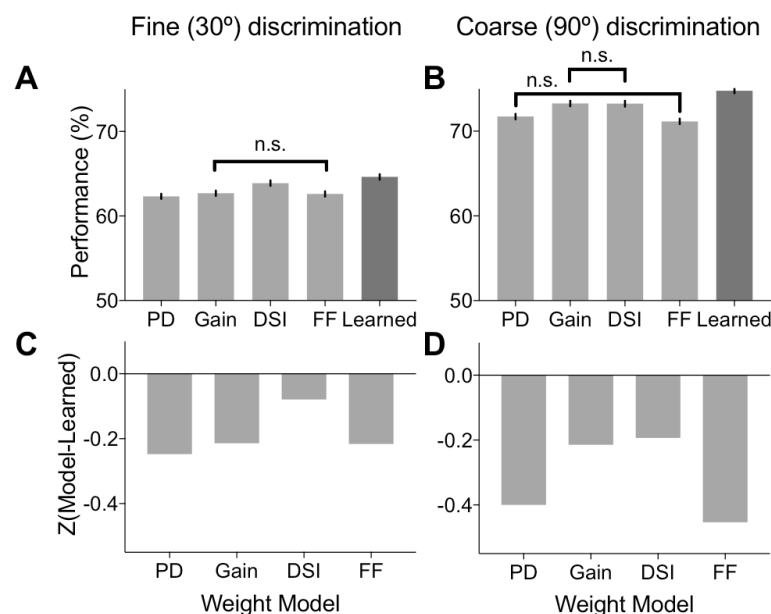 Fine (30º) discrimination
Coarse (90º) discrimination
A
Performance (%)
70
60
50
n.s.
PD Gain DSI FF Learned
B
70
60
50
n.s.
n.s.
PD Gain DSI FF Learned
C
Z(Model-Learned)
0.0
-0.2
-0.4
PD Gain DSI FF
Weight Model
D
0.0
-0.2
-0.4
PD Gain DSI FF
Weight Model